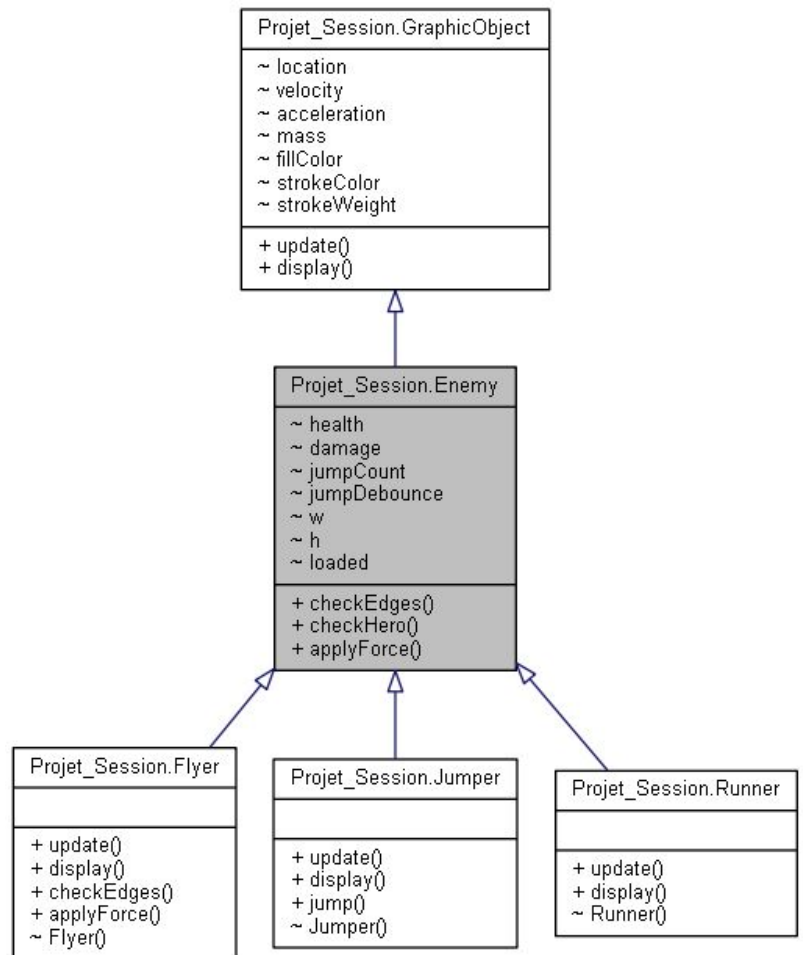 Projet_Session.GraphicObject
~ location
~ velocity
~ acceleration
~ mass
~ fillColor
~ strokeColor
~ strokeWeight
+ update()
+ display()
Projet_Session.Enemy
~ health
~ damage
~ jumpCount
~ jumpDebounce
~ w
~ h
~ loaded
+ checkEdges()
+ checkHero()
+ applyForce()
Projet_Session.Flyer
+ update()
+ display()
+ checkEdges()
+ applyForce()
~ Flyer()
Projet_Session.Jumper
+ update()
+ display()
+ jump()
~ Jumper()
Projet_Session.Runner
+ update()
+ display()
~ Runner()